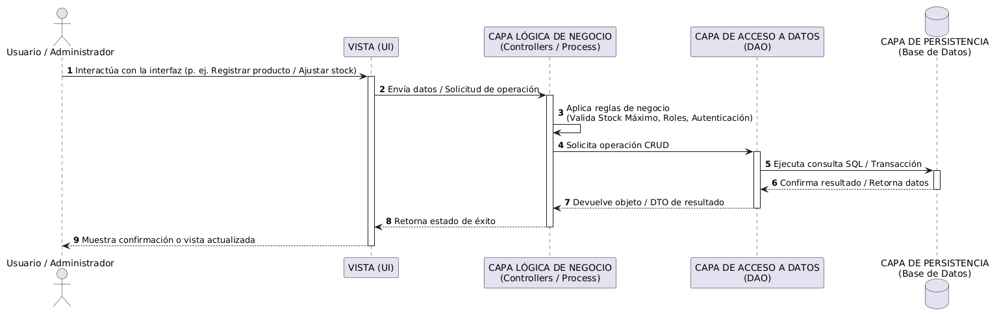 Usuario / Administrador
VISTA (UI)
CAPA LÓGICA DE NEGOCIO
(Controllers / Process)
CAPA DE ACCESO A DATOS
(DAO)
CAPA DE PERSISTENCIA
(Base de Datos)
1 Interactúa con la interfaz (p. ej. Registrar producto / Ajustar stock)
2 Envía datos / Solicitud de operación
3 Aplica reglas de negocio
(Valida Stock Máximo, Roles, Autenticación)
4 Solicita operación CRUD
5 Ejecuta consulta SQL / Transacción
6 Confirma resultado / Retorna datos
7 Devuelve objeto / DTO de resultado
8 Retorna estado de éxito
9 Muestra confirmación o vista actualizada
Usuario / Administrador
VISTA (UI)
CAPA LÓGICA DE NEGOCIO
(Controllers / Process)
CAPA DE ACCESO A DATOS
(DAO)
CAPA DE PERSISTENCIA
(Base de Datos)